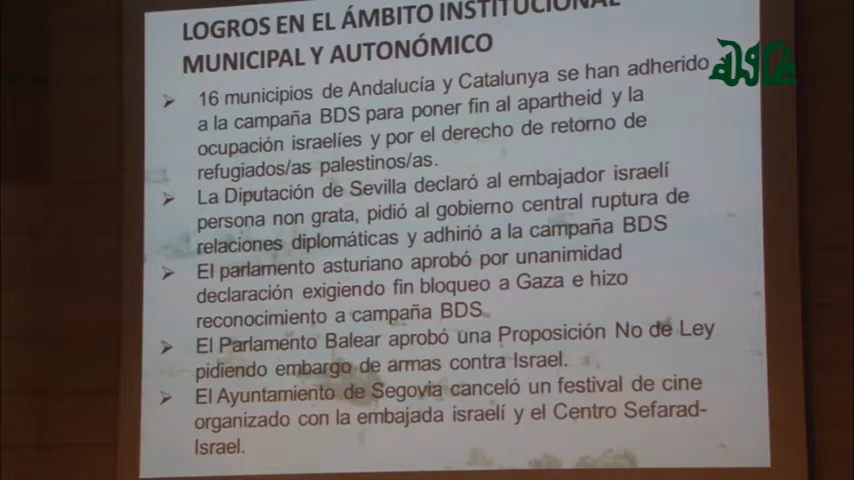 LOGROS EN EL ÁMBITO INSTITUCIONAL
MUNICIPAL Y AUTONÓMICO
16 municipios de Andalucía y Catalunya se han adherido
a la campaña BDS para poner fin al apartheid y la
ocupación israelíes y por el derecho de retorno de
refugiados/as palestinos/as.
La Diputación de Sevilla declaró al embajador israelí
persona non grata, pidió al gobierno central ruptura de
relaciones diplomáticas y adhirió a la campaña BDS
El parlamento asturiano aprobó por unanimidad
declaración exigiendo fin bloqueo a Gaza e hizo
reconocimiento a campaña BDS.
El Parlamento Balear aprobó una Proposición No de Ley
pidiendo embargo de armas contra Israel.
El Ayuntamiento de Segovia canceló un festival de cine
organizado con la embajada israelí y el Centro Sefarad-
Israel.